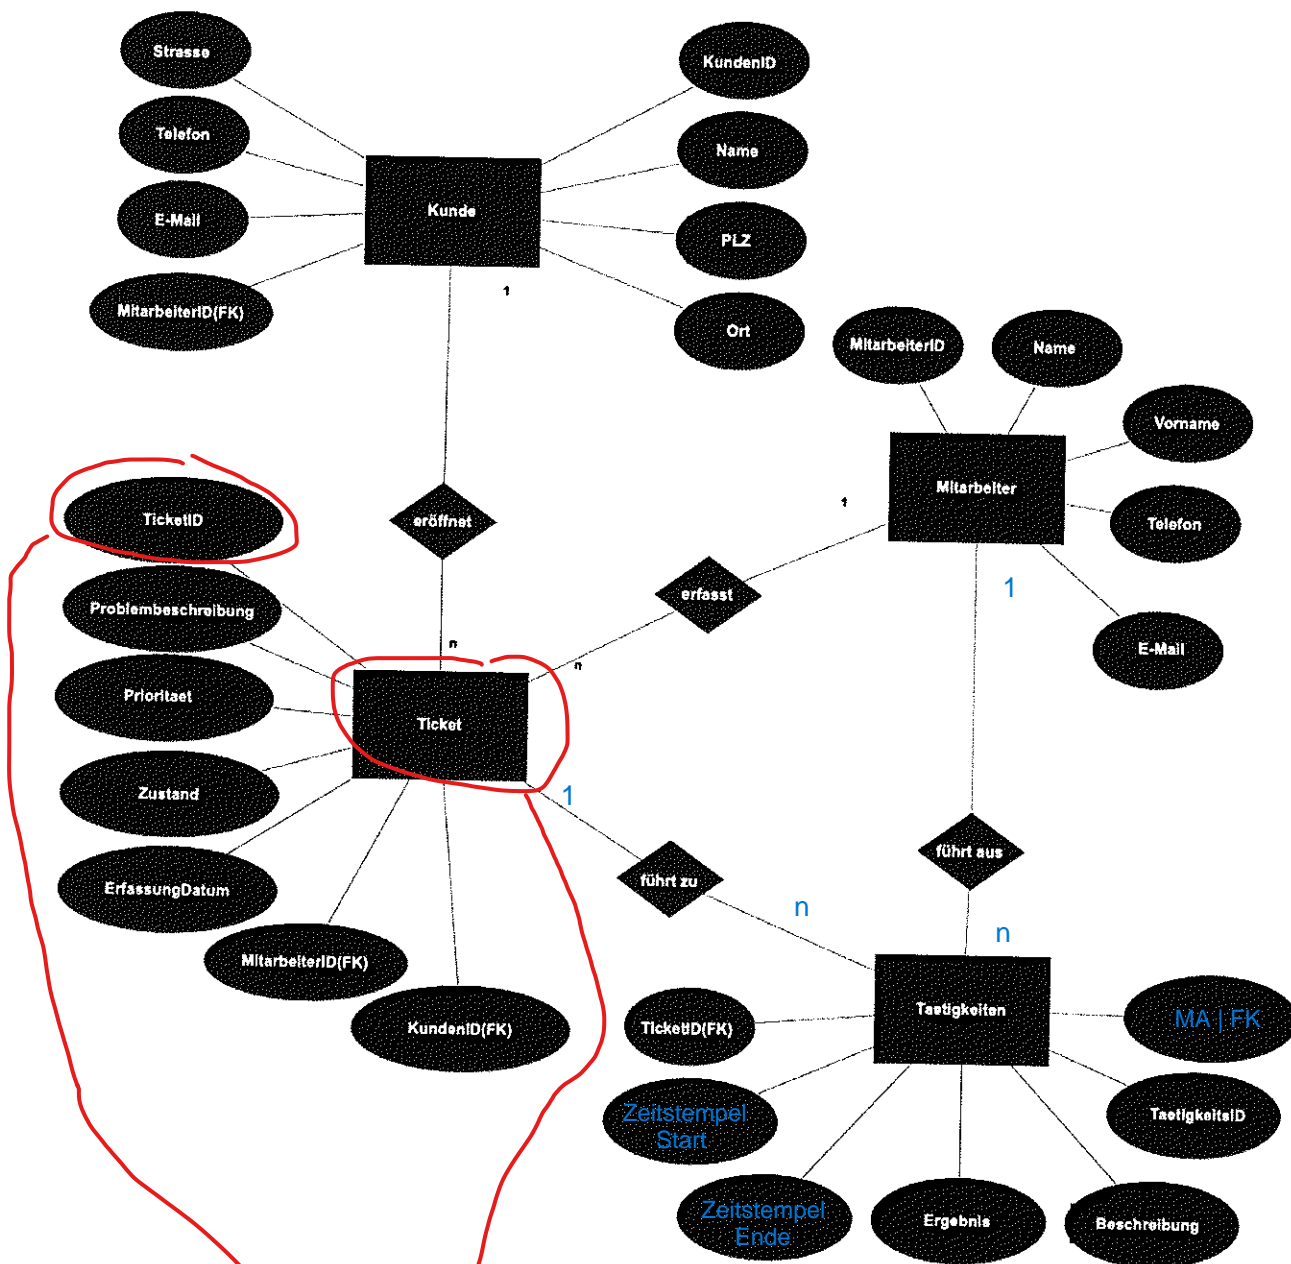 Strasse
KundenID
Telefon
Name
Kunde
E-Mail
PLZ
MitarbeiterID(FK)
1
Ort
MitarbeiterID
Name
Vorname
Mitarbeiter
1
TicketID
eröffnet
Telefon
erfasst
1
Problembeschreibung
n
n
E-Mail
Prioritaet
Ticket
Zustand
1
führt aus
führt zu
ErfassungDatum
n
n
MitarbeiterID(FK)
Taetigkeiten
MA | FK
KundenID(FK)
TicketID(FK)
Zeitstempel
Start
TaetigkeitsID
Zeitstempel
Ende
Ergebnis
Beschreibung